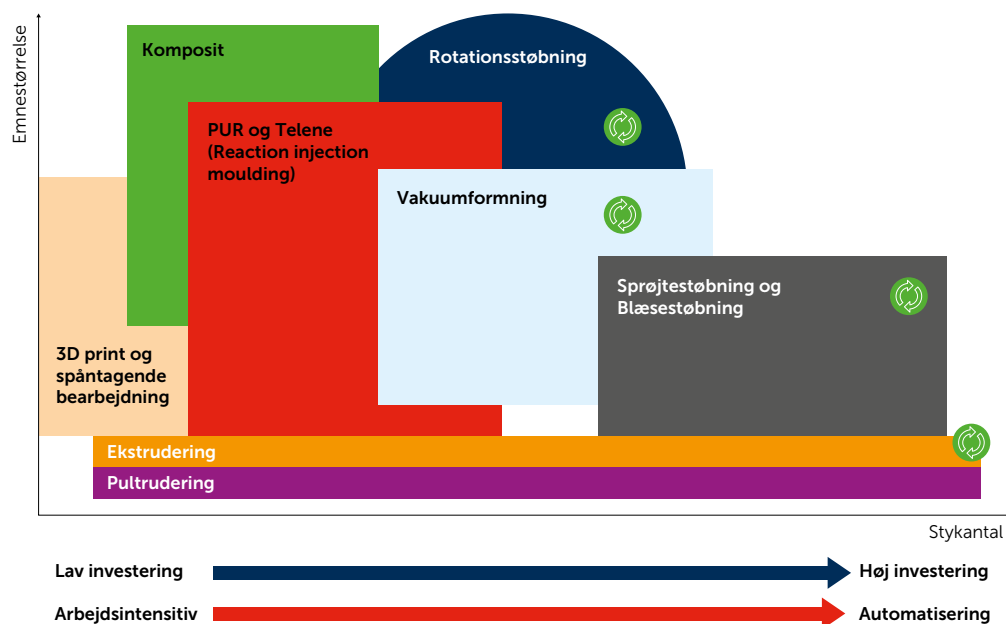 Emnestørrelse
Komposit
Rotationsstøbning
PUR og Telene
(Reaction injection
moulding)
Vakuumformning
Sprøjtestøbning og
Blæsestøbning
3D print og
spåntagende
bearbejdning
Ekstrudering
Pultrudering
Stykantal
Lav investering
Høj investering
Arbejdsintensitiv
Automatisering